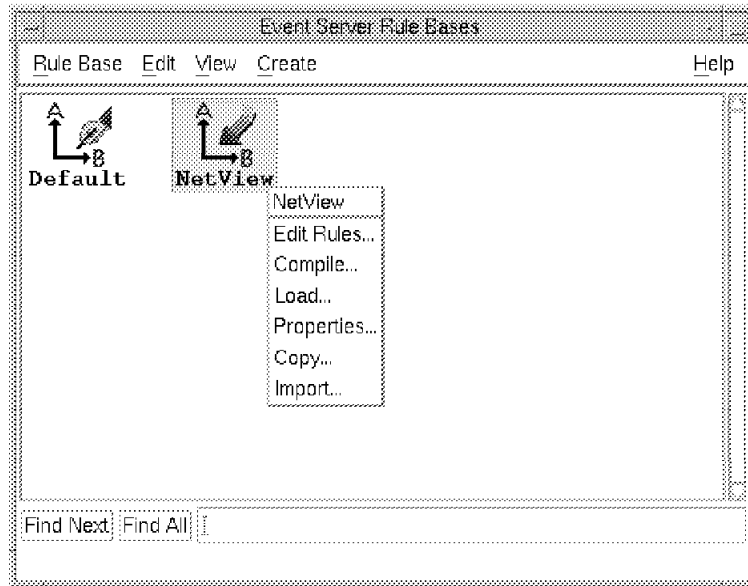 Event Server Rule Bases
Rule Base Edit View Create Help
A B A B
Default NetView
NetView
Edit Rules...
Compile...
Load...
Properties...
Copy...
Import...
Find Next Find All